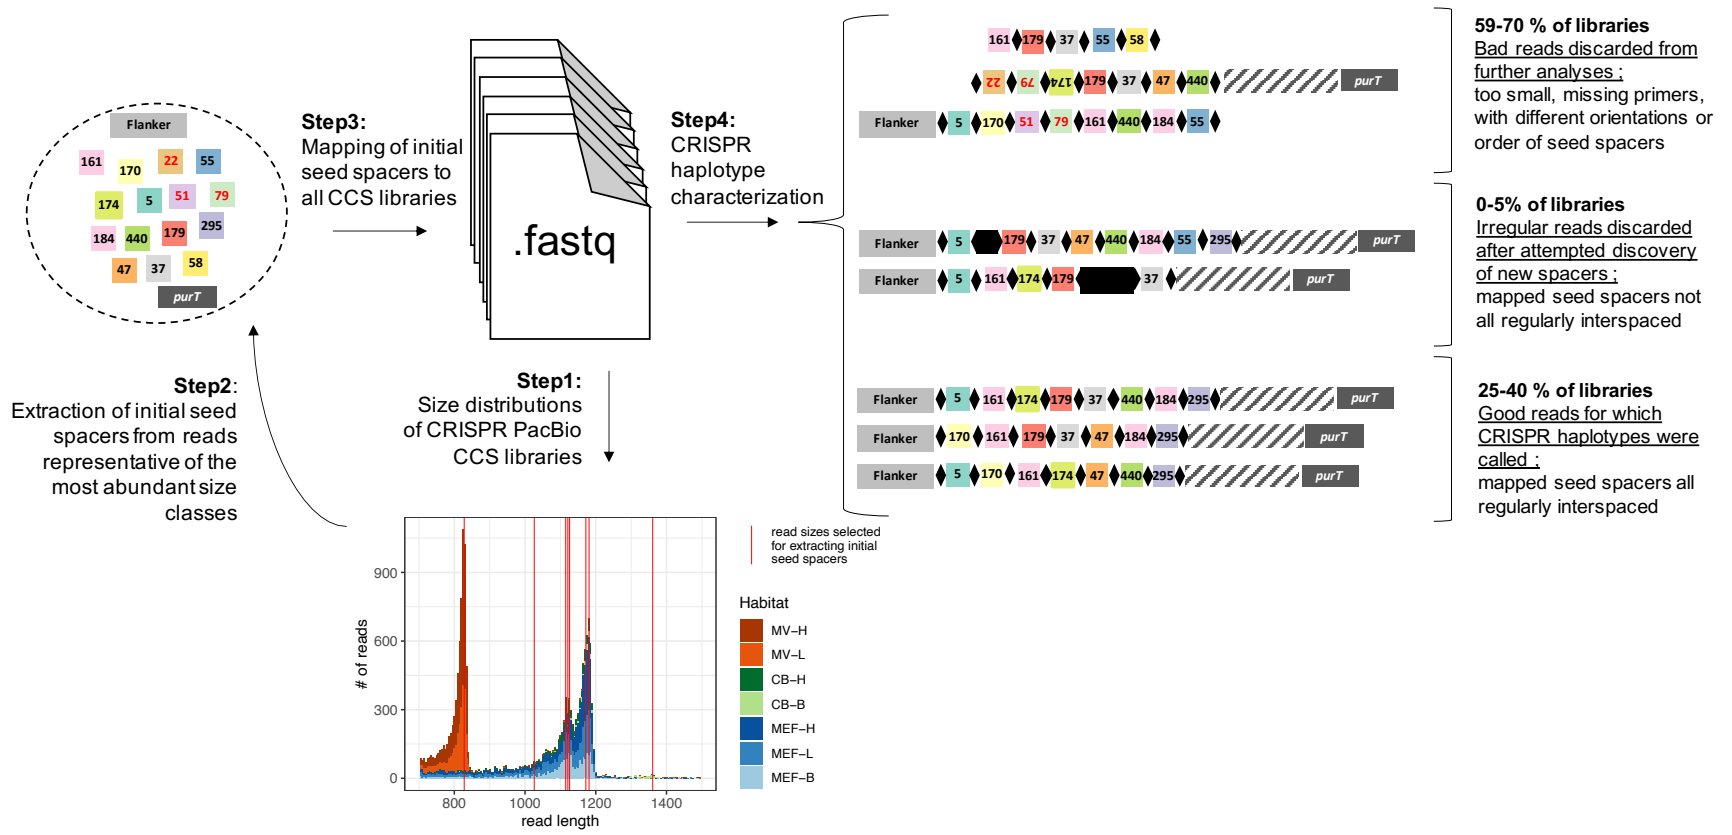 Flanker
161
170
22
55
174
5
51
79
184
440
179
295
47
37
58
purT
Step3:
Mapping of initial
seed spacers to
all CCS libraries
.fastq
Step4:
CRISPR
haplotype
characterization
161 179 37 55 58
22 79 174 179 37 47 440 purT
Flanker 5 170 51 79 161 440 184 55
59-70 % of libraries
Bad reads discarded from
further analyses ;
too small, missing primers,
with different orientations or
order of seed spacers
Flanker 5 179 37 47 440 184 55 295 purT
Flanker 5 161 174 179 37 purT
0-5% of libraries
Irregular reads discarded
after attempted discovery
of new spacers ;
mapped seed spacers not
all regularly interspaced
Flanker 5 161 174 179 37 440 184 295 purT
Flanker 170 161 179 37 47 184 295 purT
Flanker 5 170 161 174 47 440 295 purT
25-40 % of libraries
Good reads for which
CRISPR haplotypes were
called ;
mapped seed spacers all
regularly interspaced
Step2:
Extraction of initial seed
spacers from reads
representative of the
most abundant size
classes
Step1:
Size distributions
of CRISPR PacBio
CCS libraries
# of reads
900
600
300
0
800 1000 1200 1400
read length
read sizes selected
for extracting initial
seed spacers
Habitat
MV-H
MV-L
CB-H
CB-B
MEF-H
MEF-L
MEF-B